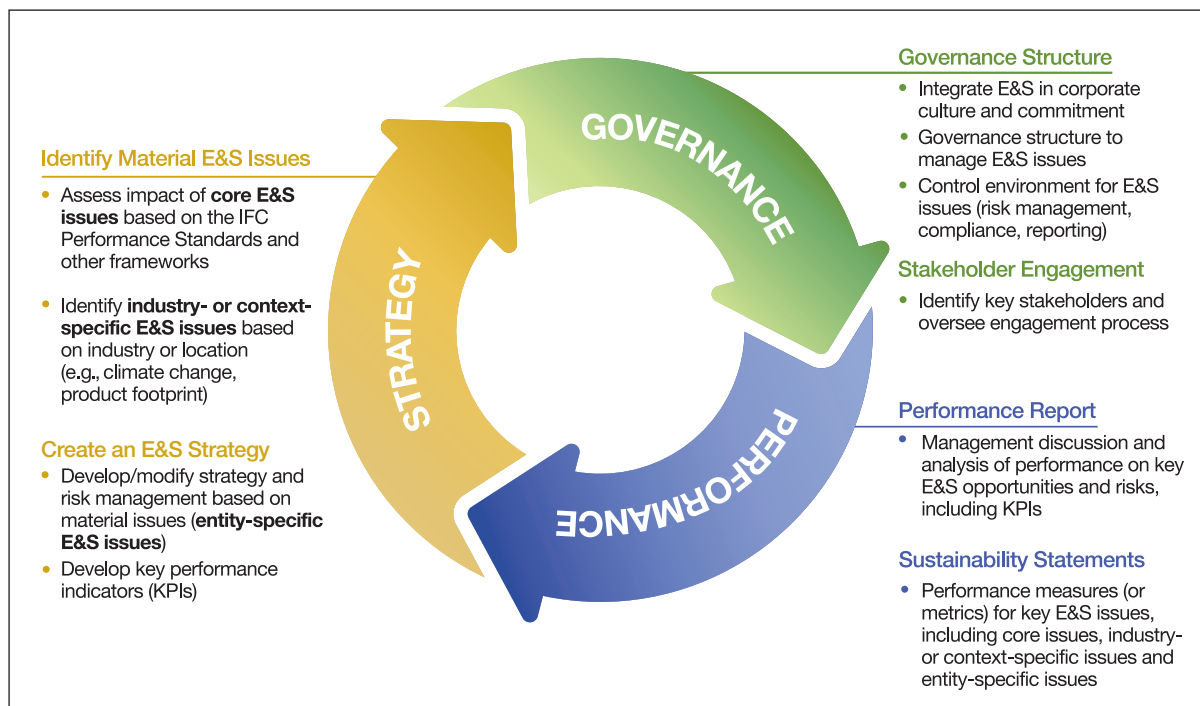 GOVERNANCE
PERFORMANCE
STRATEGY
Identify Material E&S Issues
• Assess impact of core E&S
issues based on the IFC
Performance Standards and
other frameworks
• Identify industry- or context-
specific E&S issues based
on industry or location
(e.g., climate change,
product footprint)
Create an E&S Strategy
• Develop/modify strategy and
risk management based on
material issues (entity-specific
E&S issues)
• Develop key performance
indicators (KPIs)
Governance Structure
• Integrate E&S in corporate
culture and commitment
• Governance structure to
manage E&S issues
• Control environment for E&S
issues (risk management,
compliance, reporting)
Stakeholder Engagement
• Identify key stakeholders and
oversee engagement process
Performance Report
• Management discussion and
analysis of performance on key
E&S opportunities and risks,
including KPIs
Sustainability Statements
• Performance measures (or
metrics) for key E&S issues,
including core issues, industry-
or context-specific issues and
entity-specific issues